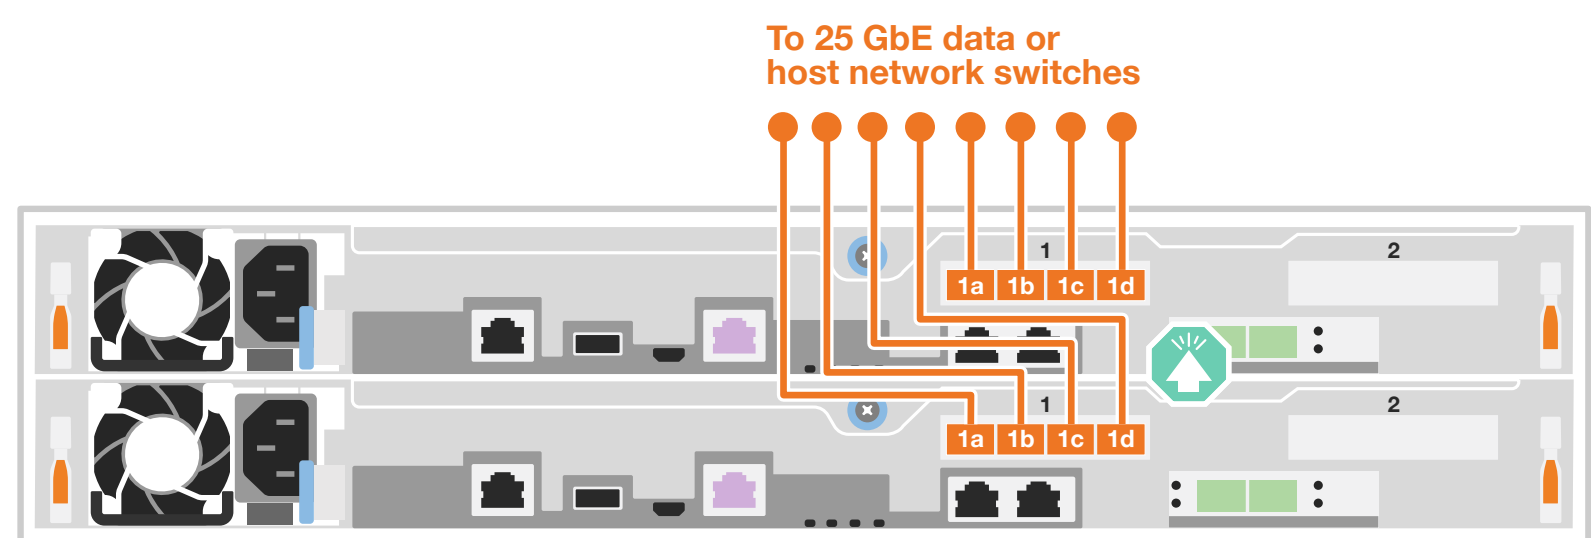 To 25 GbE data or
host network switches
1 2
1a 1b 1c 1d
1 2
1a 1b 1c 1d